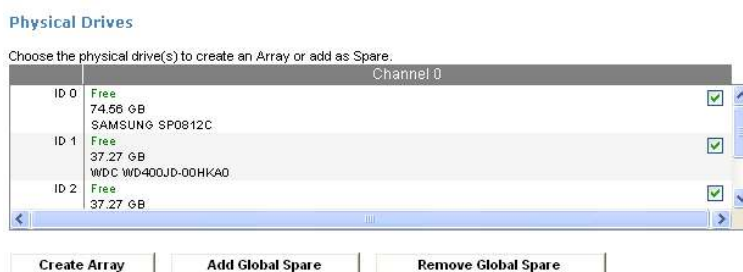 Physical Drives
Choose the physical drive(s) to create an Array or add as Spare.
Channel 0
ID 0 Free
74.56 GB
SAMSUNG SP0812C
ID 1 Free
37.27 GB
WDC WD400JD-00HKA0
ID 2 Free
37.27 GB
Create Array Add Global Spare Remove Global Spare